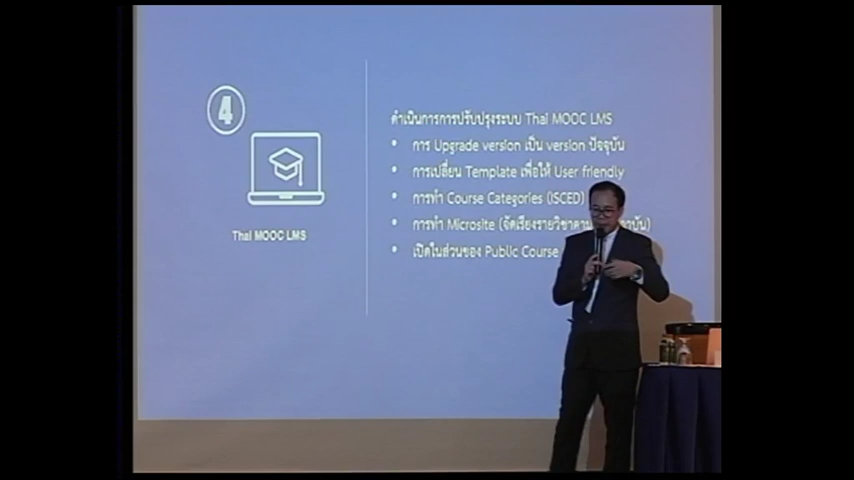 4
Thai MOOC LMS
ดำเนินการการปรับปรุงระบบ Thai MOOC LMS
• การ Upgrade version เป็น version ปัจจุบัน
• การเปลี่ยน Template เพื่อให้ User friendly
• การทำ Course Categories (ISCED)
• การทำ Microsite (จัดเรียงรายวิชาตาม
• เปิดในส่วนของ Public Course